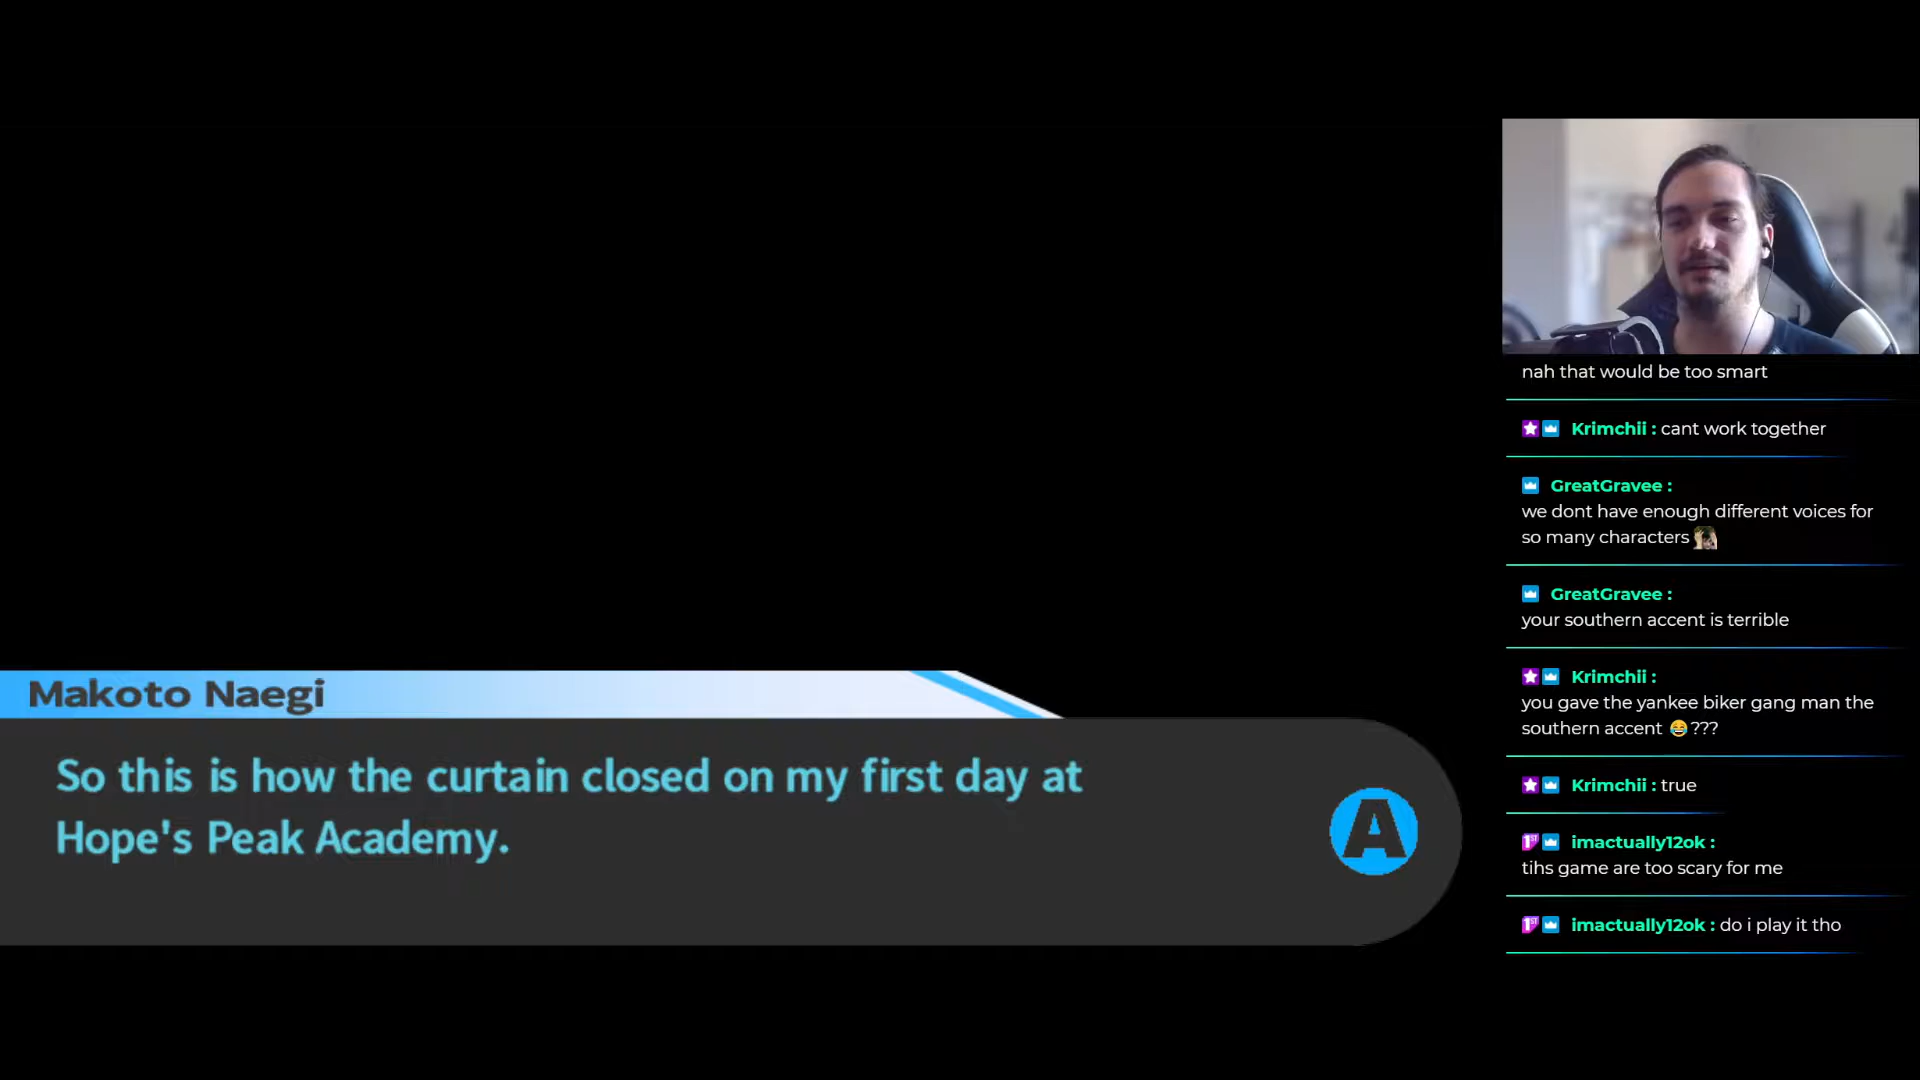 nah that would be too smart
Krimchii : cant work together
GreatGravee :
we dont have enough different voices for
so many characters
GreatGravee :
your southern accent is terrible
Krimchii :
you gave the yankee biker gang man the
southern accent 😂???
Krimchii : true
1ST imactually12ok :
tihs game are too scary for me
1ST imactually12ok : do i play it tho
Makoto Naegi
So this is how the curtain closed on my first day at
Hope's Peak Academy.
A